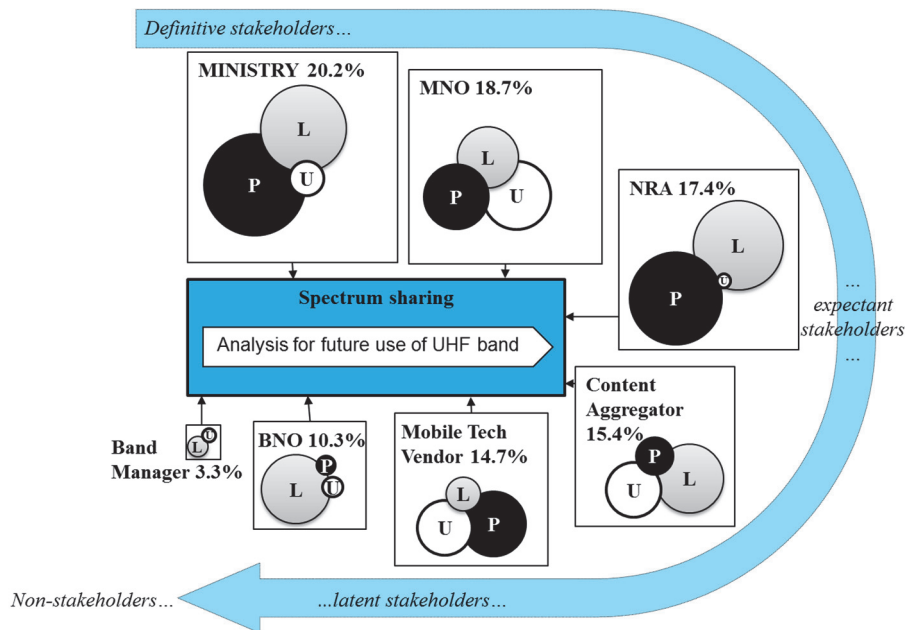 Definitive stakeholders…
MINISTRY 20.2%
L
P
U
MNO 18.7%
L
P
U
NRA 17.4%
L
P
U
…
expectant
stakeholders
…
Spectrum sharing
Analysis for future use of UHF band
Content
Aggregator
15.4%
P
U
L
Mobile Tech
Vendor 14.7%
L
U
P
BNO 10.3%
P
L
U
Band
Manager 3.3%
U
L
…latent stakeholders…
Non-stakeholders…